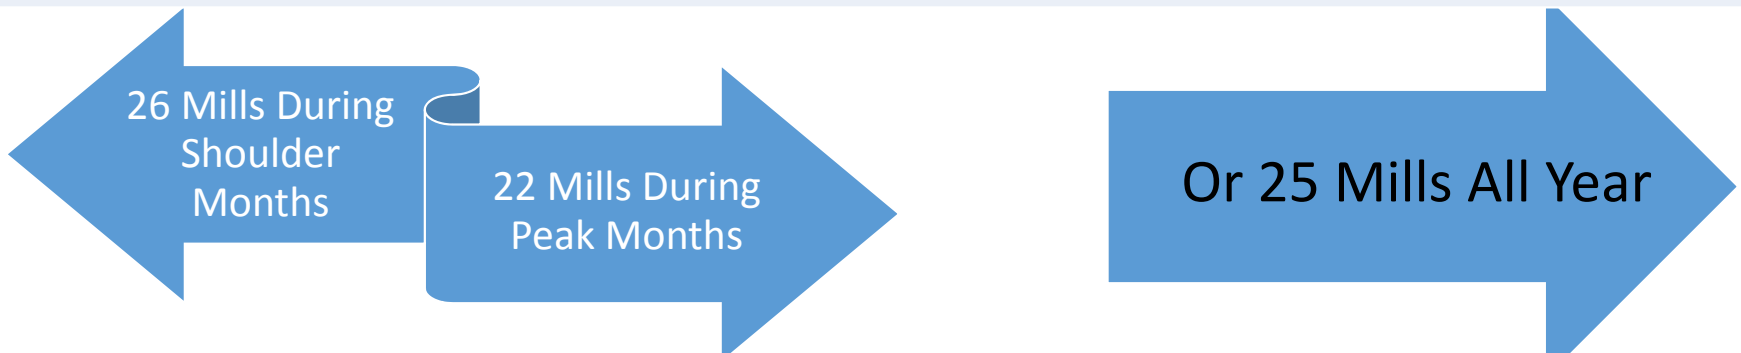 26 Mills During
Shoulder
Months
22 Mills During
Peak Months
Or 25 Mills All Year